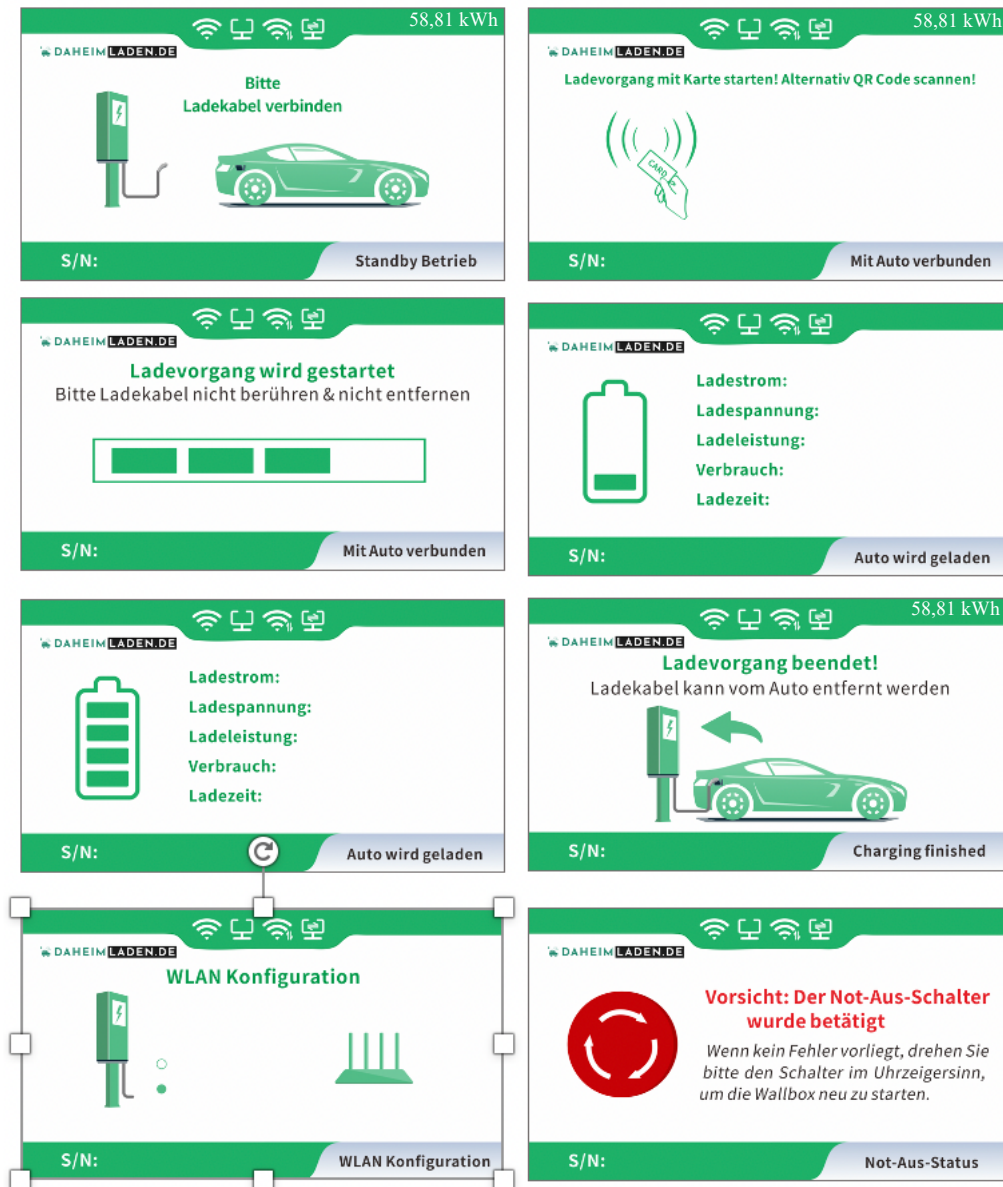 58,81 kWh
DAHEIMLADEN.DE
Bitte
Ladekabel verbinden
S/N:
Standby Betrieb
58,81 kWh
DAHEIMLADEN.DE
Ladevorgang mit Karte starten! Alternativ QR Code scannen!
CARD
S/N:
Mit Auto verbunden
DAHEIMLADEN.DE
Ladevorgang wird gestartet
Bitte Ladekabel nicht berühren & nicht entfernen
S/N:
Mit Auto verbunden
DAHEIMLADEN.DE
Ladestrom:
Ladespannung:
Ladeleistung:
Verbrauch:
Ladezeit:
S/N:
Auto wird geladen
DAHEIMLADEN.DE
Ladestrom:
Ladespannung:
Ladeleistung:
Verbrauch:
Ladezeit:
S/N:
Auto wird geladen
58,81 kWh
DAHEIMLADEN.DE
Ladevorgang beendet!
Ladekabel kann vom Auto entfernt werden
S/N:
Charging finished
DAHEIMLADEN.DE
WLAN Konfiguration
S/N:
WLAN Konfiguration
DAHEIMLADEN.DE
Vorsicht: Der Not-Aus-Schalter
wurde betätigt
Wenn kein Fehler vorliegt, drehen Sie
bitte den Schalter im Uhrzeigersinn,
um die Wallbox neu zu starten.
S/N:
Not-Aus-Status